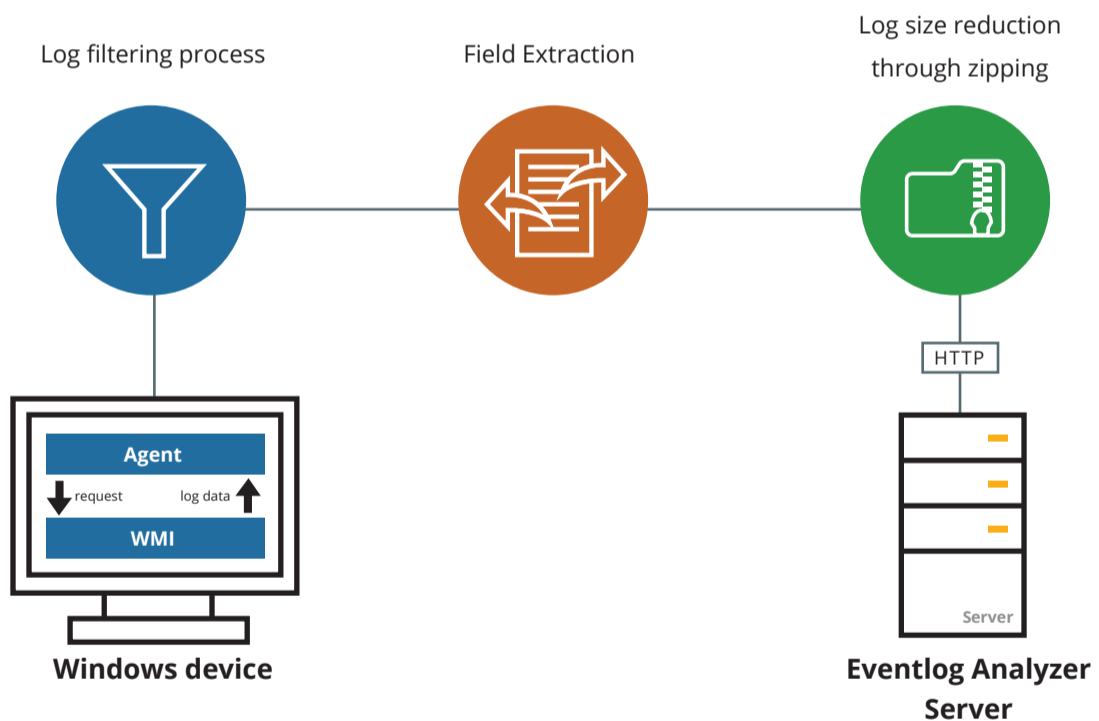 Log filtering process
Field Extraction
Log size reduction
through zipping
HTTP
Agent
request
log data
WMI
Server
Windows device
Eventlog Analyzer
Server